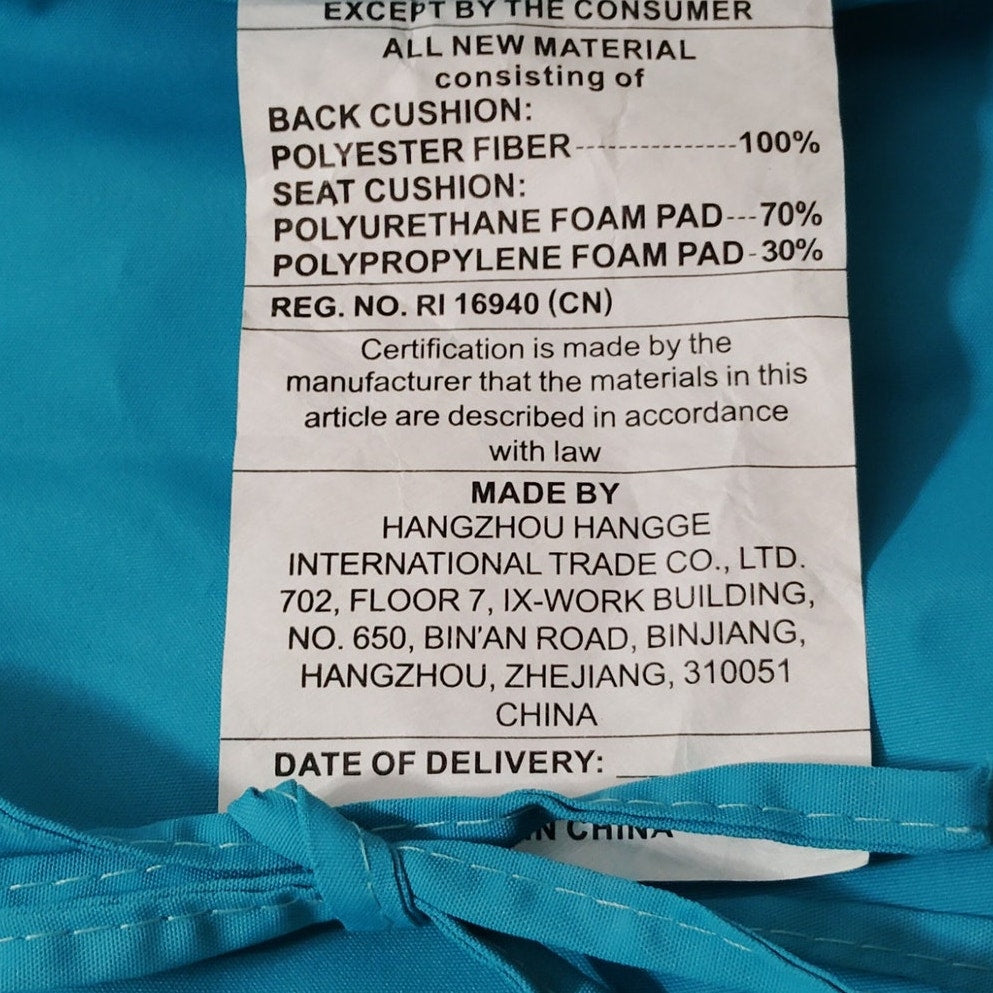 EXCEPT BY THE CONSUMER
ALL NEW MATERIAL
consisting of
BACK CUSHION:
POLYESTER FIBER---------------100%
SEAT CUSHION:
POLYURETHANE FOAM PAD---70%
POLYPROPYLENE FOAM PAD-30%
REG. NO. RI 16940 (CN)
Certification is made by the
manufacturer that the materials in this
article are described in accordance
with law
MADE BY
HANGZHOU HANGGE
INTERNATIONAL TRADE CO., LTD.
702, FLOOR 7, IX-WORK BUILDING,
NO. 650, BIN'AN ROAD, BINJIANG,
HANGZHOU, ZHEJIANG, 310051
CHINA
DATE OF DELIVERY:
IN CHINA